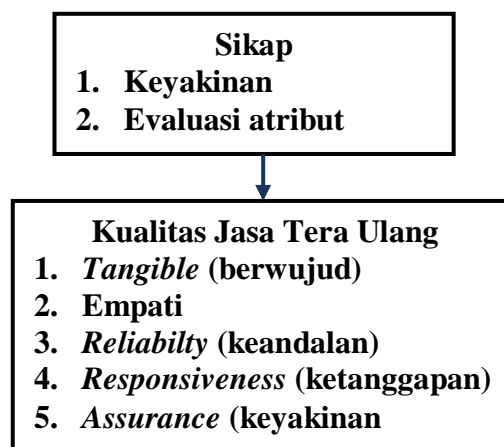 Sikap
1. Keyakinan
2. Evaluasi atribut
Kualitas Jasa Tera Ulang
1. Tangible (berwujud)
2. Empati
3. Reliabilty (keandalan)
4. Responsiveness (ketanggapan)
5. Assurance (keyakinan